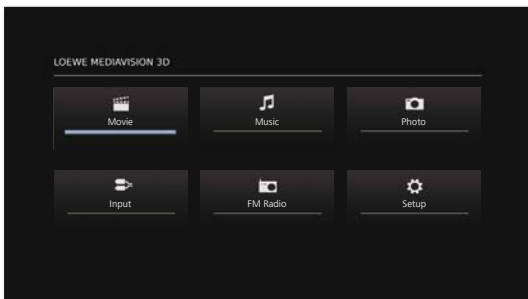 LOEWE MEDIAVISION 3D
Movie
Music
Photo
Input
FM Radio
Setup